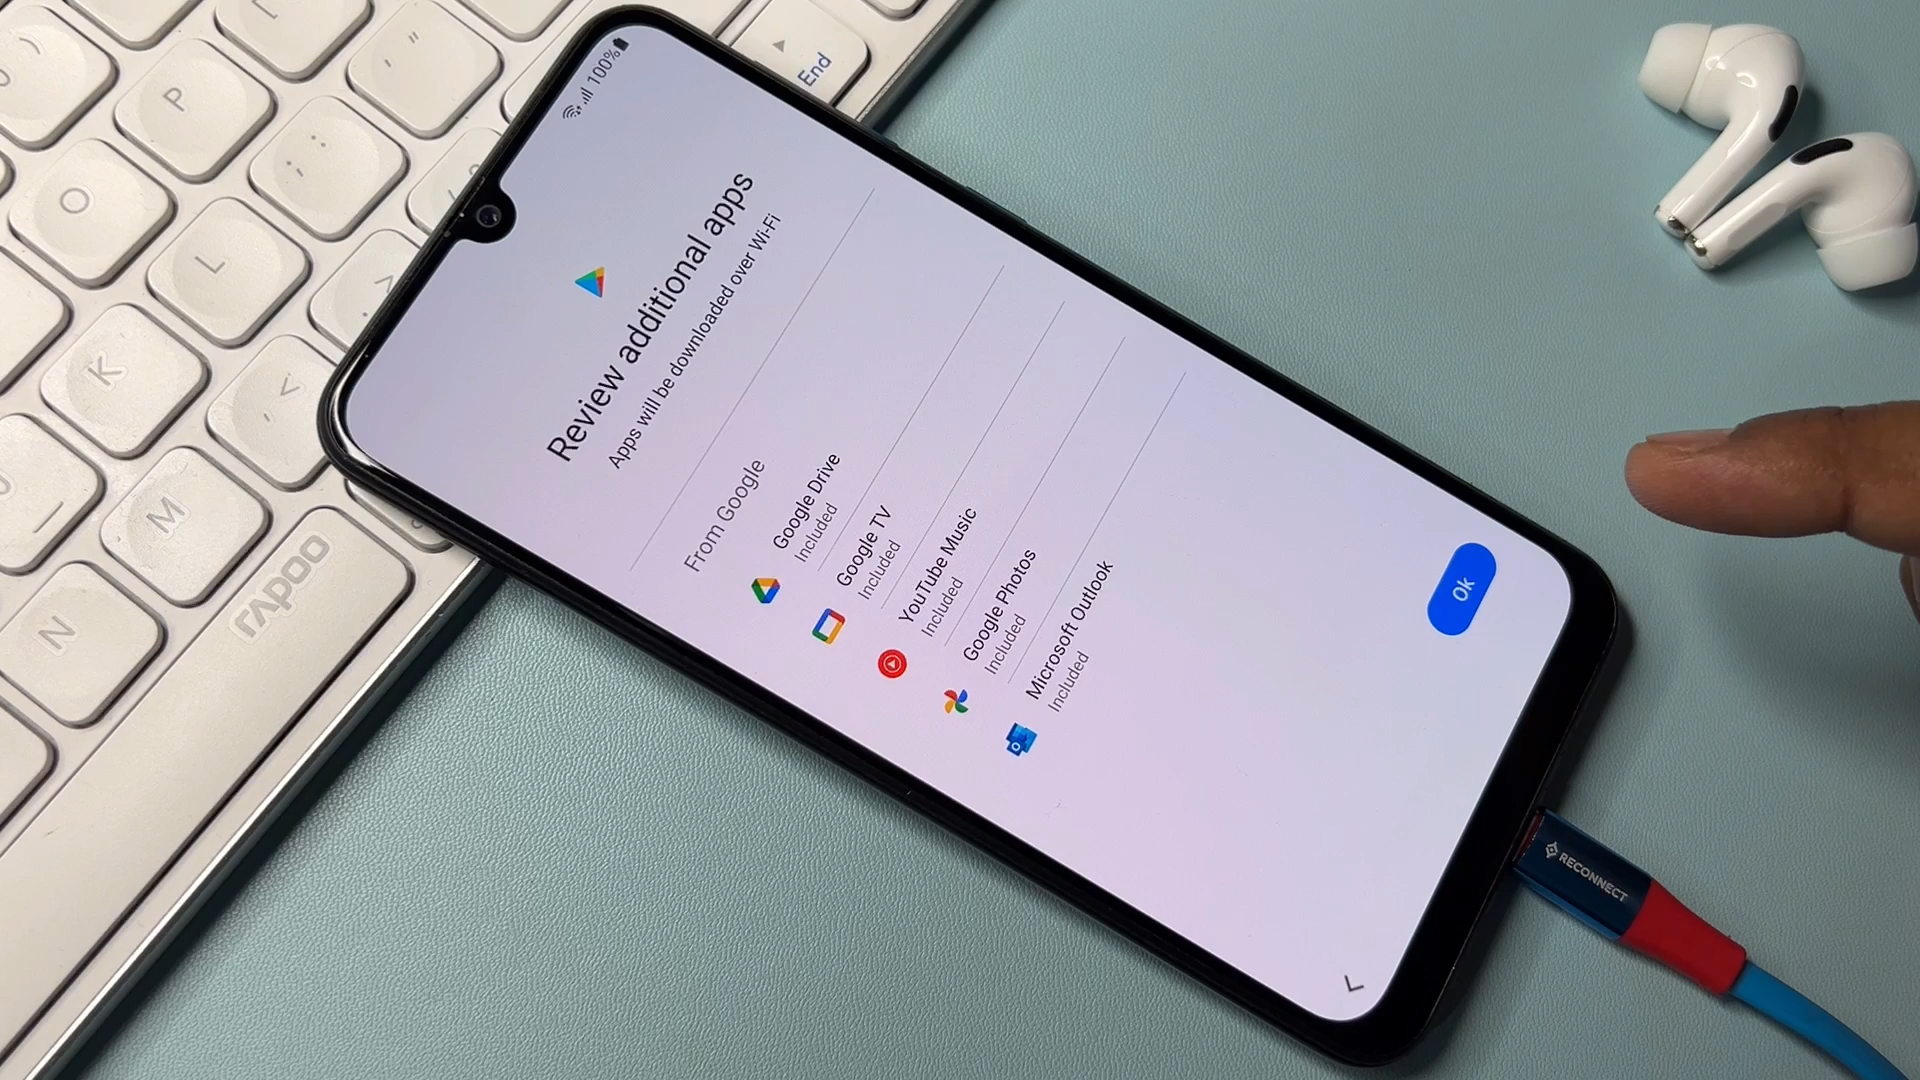 100%
Review additional apps
Apps will be downloaded over Wi-Fi
From Google
Google Drive
Included
Google TV
Included
YouTube Music
Included
Google Photos
Included
Microsoft Outlook
Included
Ok
End
P
O
L
K
M
N
rapoo
RECONNECT